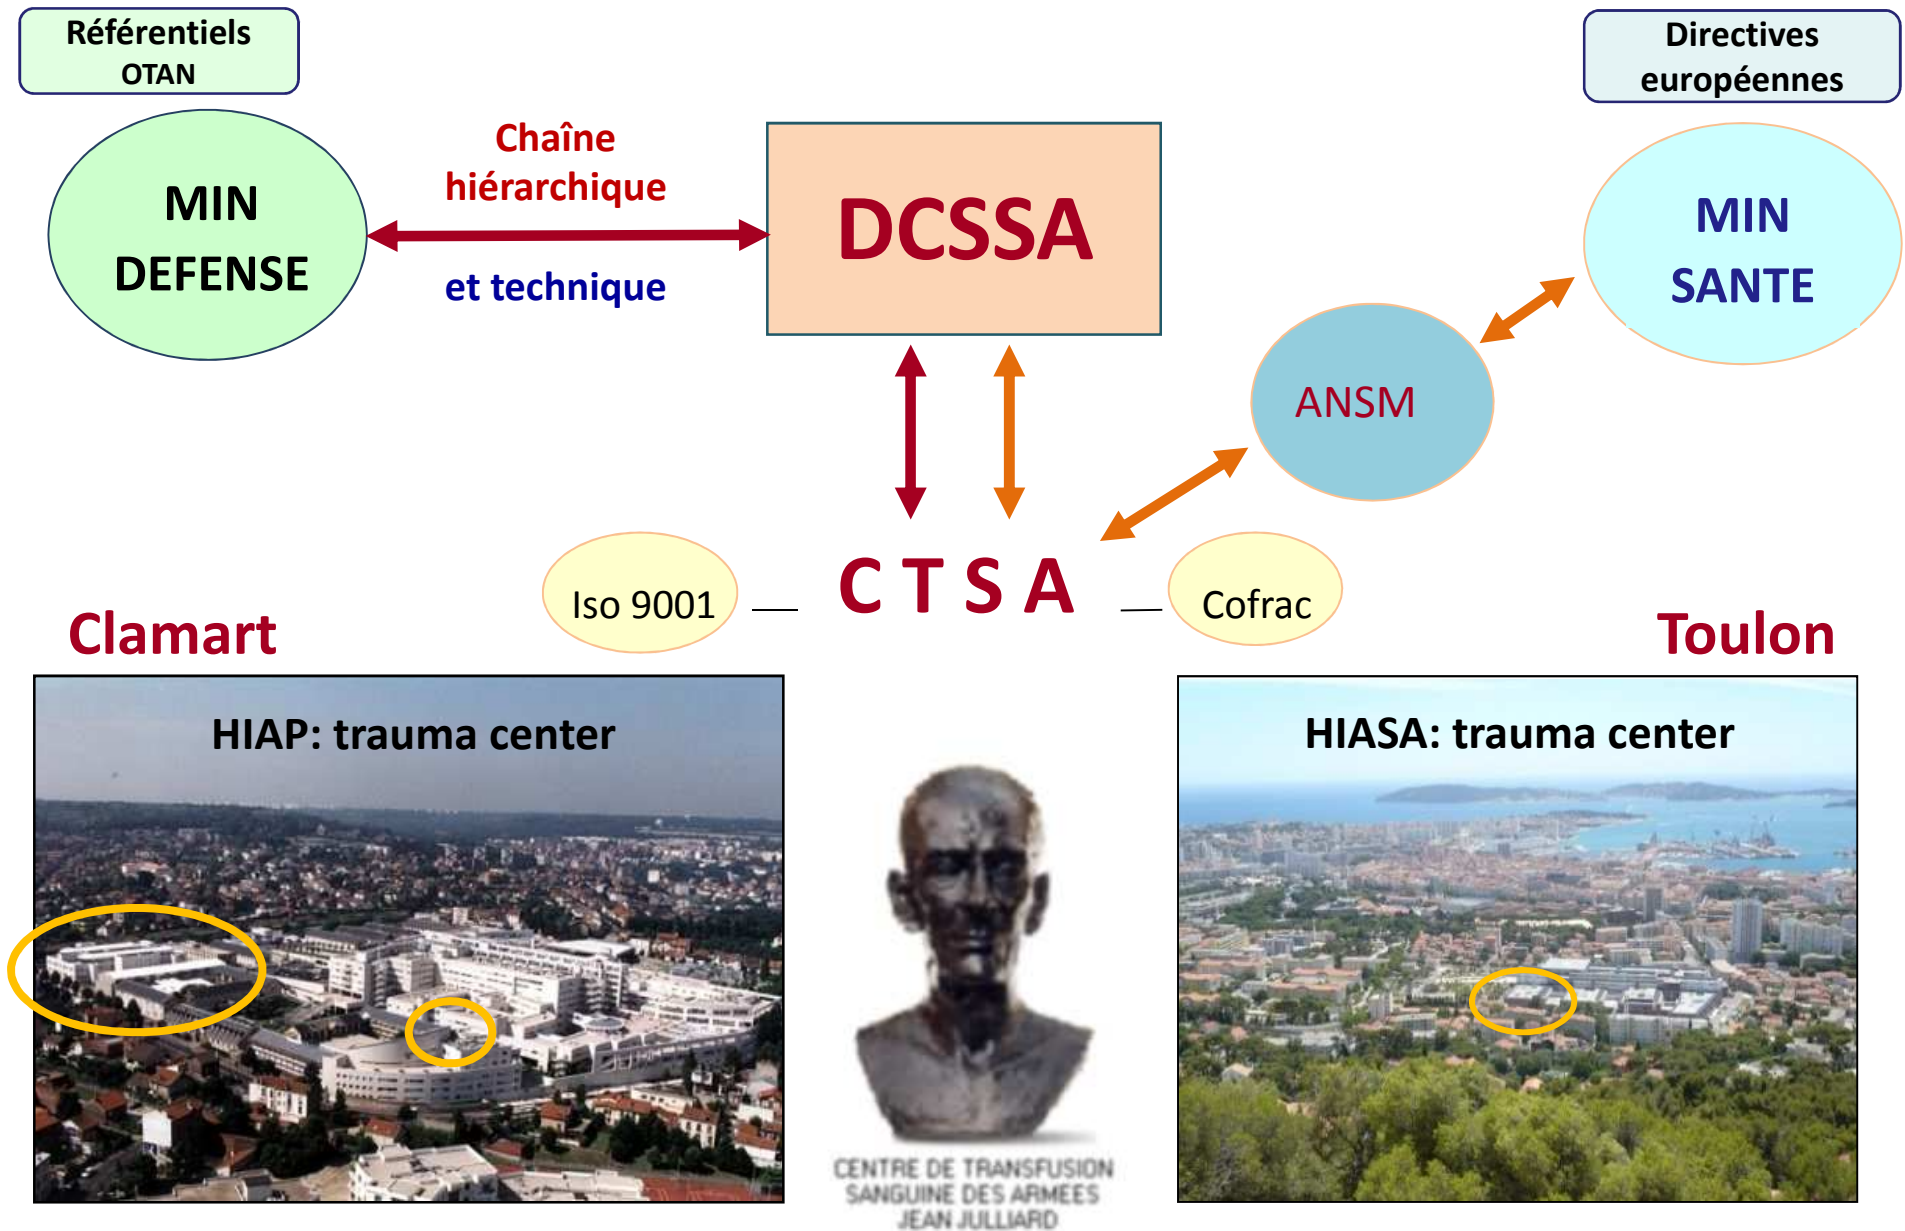 Référentiels
OTAN
Directives
européennes
MIN
DEFENSE
Chaîne
hiérarchique
et technique
DCSSA
MIN
SANTE
ANSM
Iso 9001
C T S A
Cofrac
Clamart
Toulon
HIAP: trauma center
HIASA: trauma center
CENTRE DE TRANSFUSION
SANGUINE DES ARMEES
JEAN JULLIARD